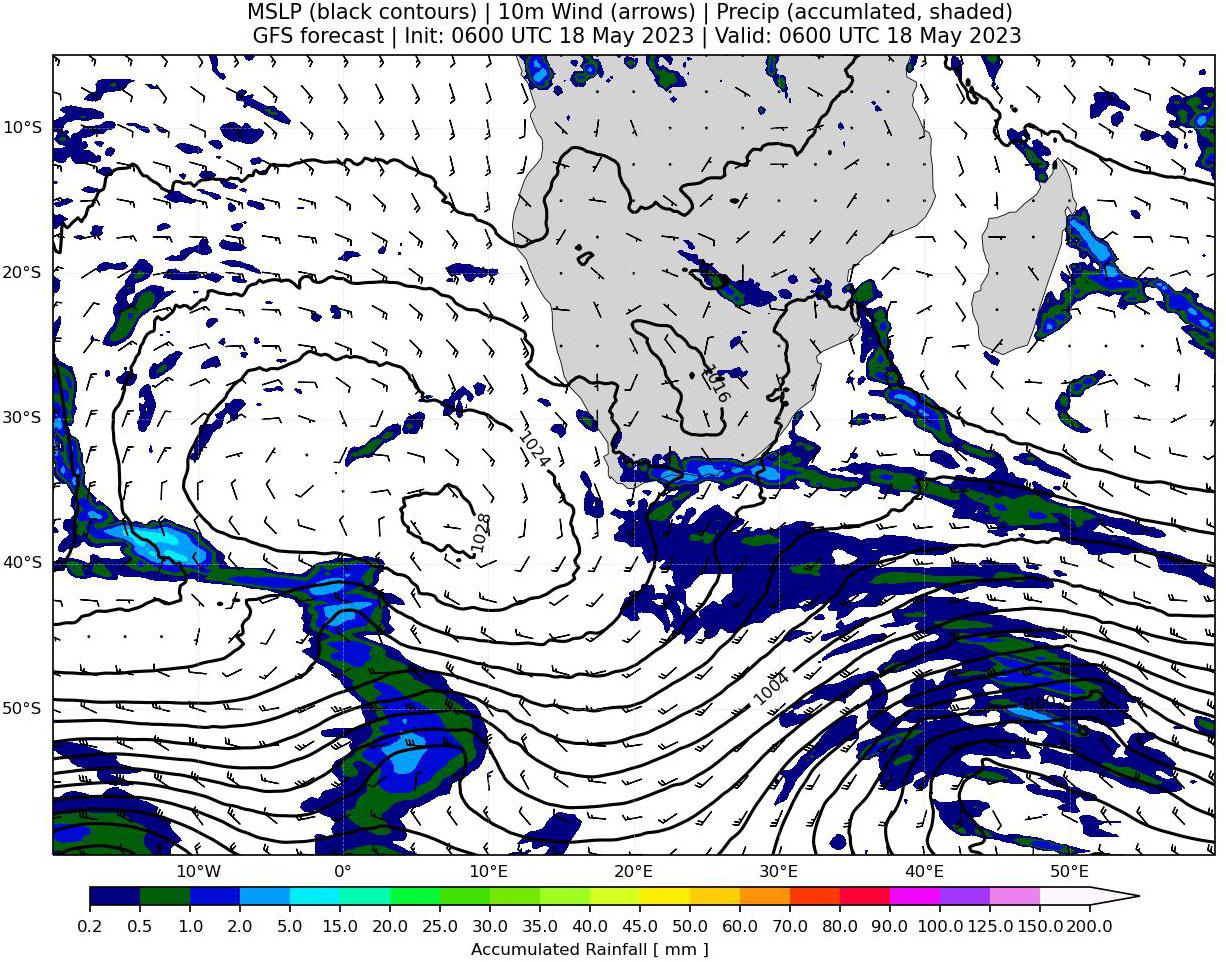 MSLP (black contours) | 10m Wind (arrows) | Precip (accumlated, shaded)
GFS forecast | Init: 0600 UTC 18 May 2023 | Valid: 0600 UTC 18 May 2023
10°S
20°S
1016
30°S
1024
1028
40°S
1004
50°S
10°W 0° 10°E 20°E 30°E 40°E 50°E
0.2 0.5 1.0 2.0 5.0 15.0 20.0 25.0 30.0 35.0 40.0 45.0 50.0 60.0 70.0 80.0 90.0 100.0 125.0 150.0 200.0
Accumulated Rainfall [ mm ]